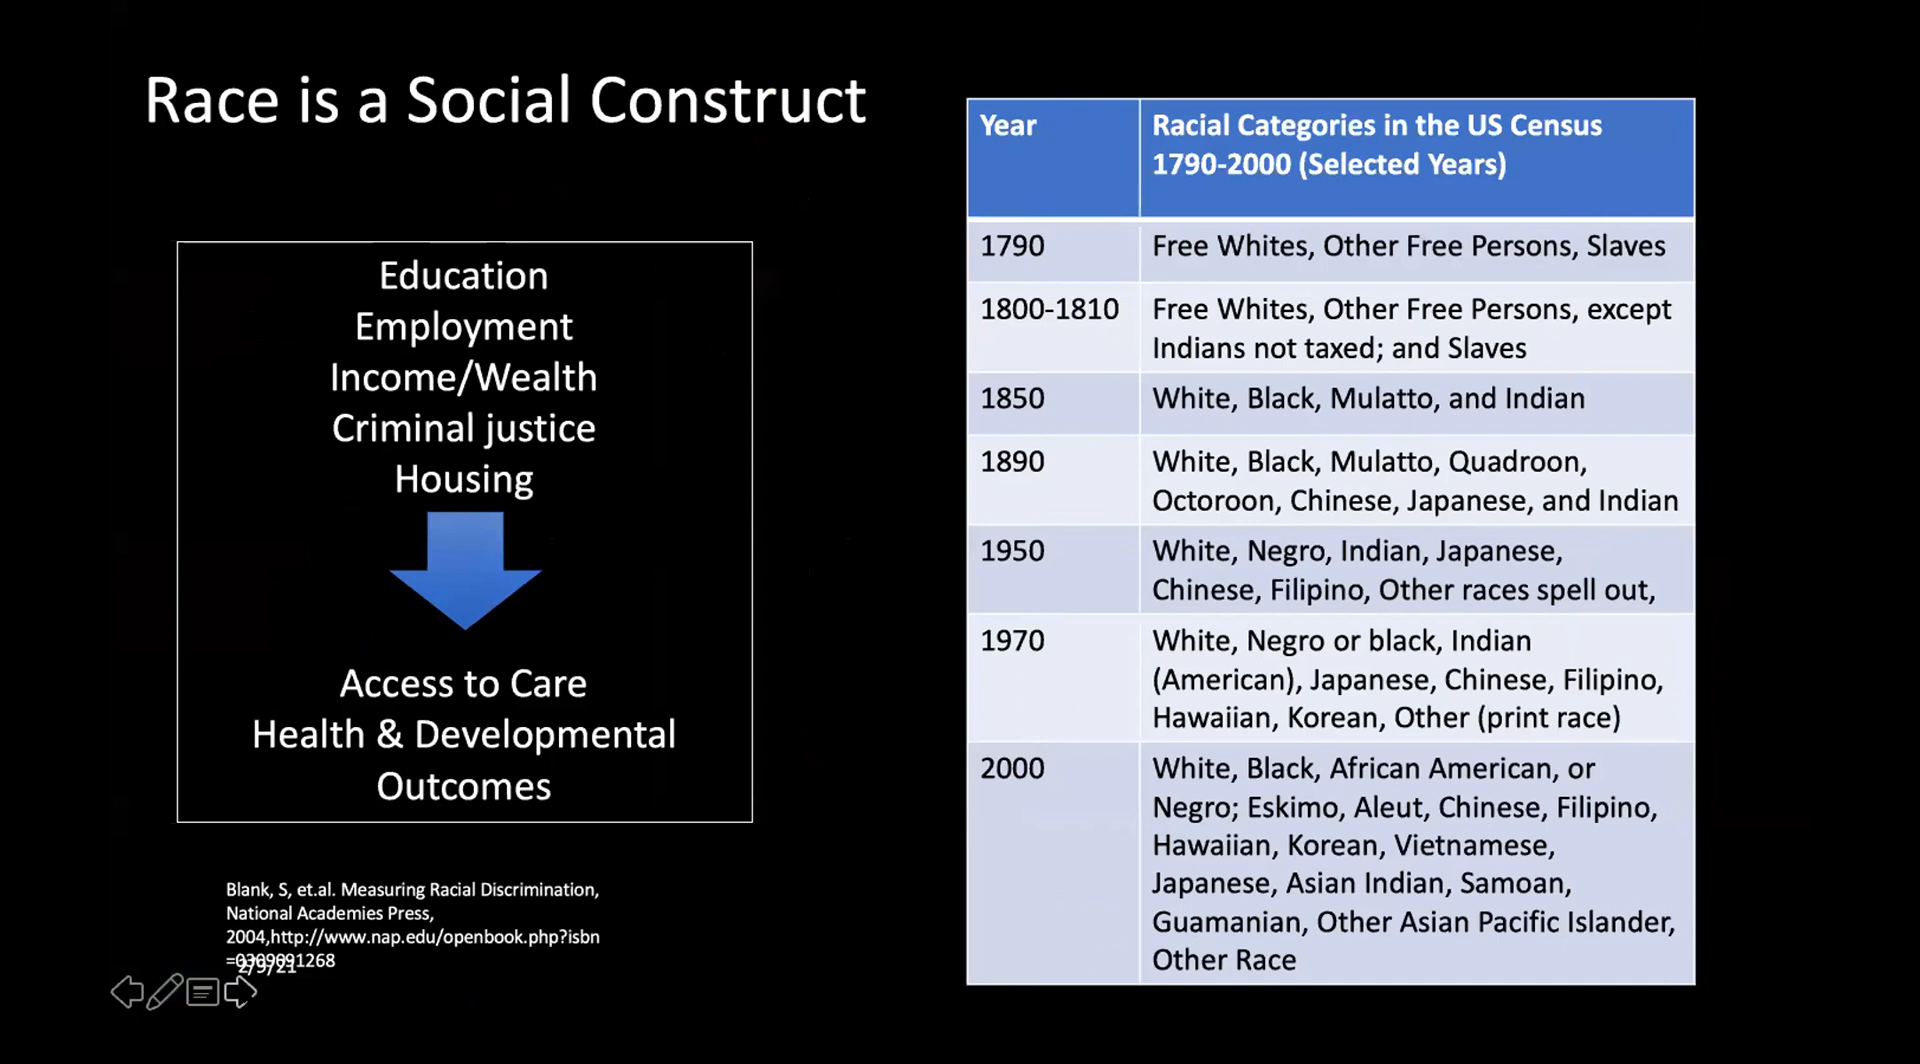 Race is a Social Construct
Education
Employment
Income/Wealth
Criminal justice
Housing
Access to Care
Health & Developmental
Outcomes
Blank, S, et.al. Measuring Racial Discrimination,
National Academies Press,
2004,http://www.nap.edu/openbook.php?isbn
=0309091268
2/9/21
Year
Racial Categories in the US Census
1790-2000 (Selected Years)
1790
Free Whites, Other Free Persons, Slaves
1800-1810
Free Whites, Other Free Persons, except
Indians not taxed; and Slaves
1850
White, Black, Mulatto, and Indian
1890
White, Black, Mulatto, Quadroon,
Octoroon, Chinese, Japanese, and Indian
1950
White, Negro, Indian, Japanese,
Chinese, Filipino, Other races spell out,
1970
White, Negro or black, Indian
(American), Japanese, Chinese, Filipino,
Hawaiian, Korean, Other (print race)
2000
White, Black, African American, or
Negro; Eskimo, Aleut, Chinese, Filipino,
Hawaiian, Korean, Vietnamese,
Japanese, Asian Indian, Samoan,
Guamanian, Other Asian Pacific Islander,
Other Race